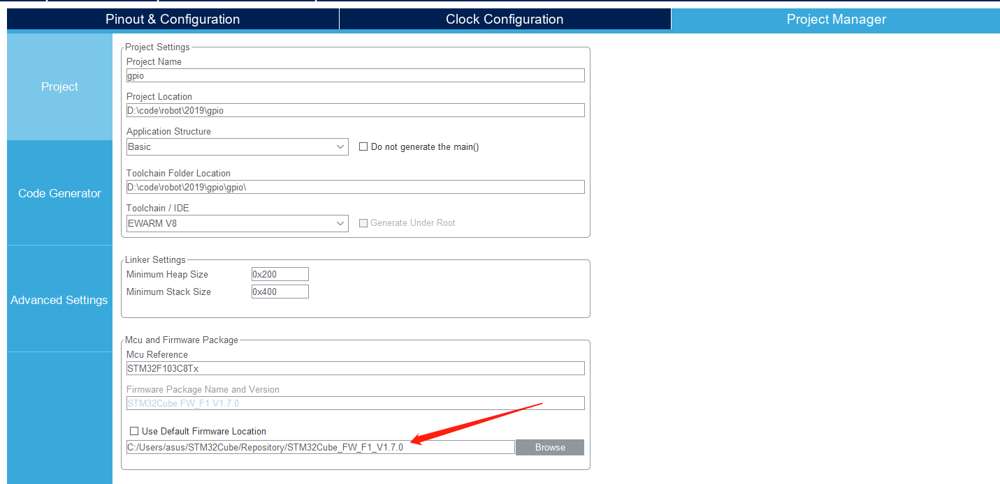 Pinout & Configuration
Clock Configuration
Project Manager
Project
Code Generator
Advanced Settings
Project Settings
Project Name
gpio
Project Location
D:\code\robot\2019\gpio
Application Structure
Basic
Do not generate the main()
Toolchain Folder Location
D:\code\robot\2019\gpio\gpio\
Toolchain / IDE
EWARM V8
Generate Under Root
Linker Settings
Minimum Heap Size
0x200
Minimum Stack Size
0x400
Mcu and Firmware Package
Mcu Reference
STM32F103C8Tx
Firmware Package Name and Version
STM32Cube FW_F1 V1.7.0
Use Default Firmware Location
C:/Users/asus/STM32Cube/Repository/STM32Cube_FW_F1_V1.7.0
Browse